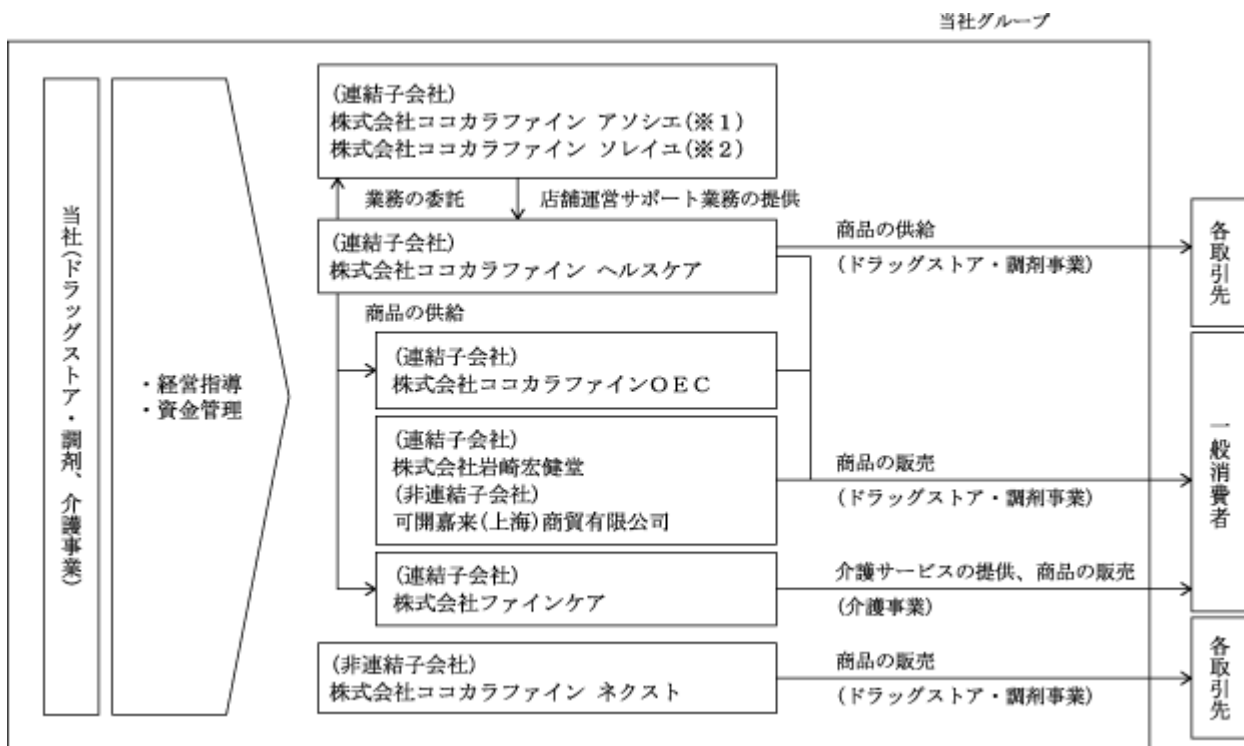 当社グループ
当社(ドラッグストア・調剤、介護事業)
・経営指導
・資金管理
(連結子会社)
株式会社ココカラファイン アソシエ(※1)
株式会社ココカラファイン ソレイユ(※2)
業務の委託
店舗運営サポート業務の提供
(連結子会社)
株式会社ココカラファイン ヘルスケア
商品の供給
(ドラッグストア・調剤事業)
各取引先
商品の供給
(連結子会社)
株式会社ココカラファインOEC
(連結子会社)
株式会社岩崎宏健堂
(非連結子会社)
可開嘉来(上海)商貿有限公司
商品の販売
(ドラッグストア・調剤事業)
一般消費者
(連結子会社)
株式会社ファインケア
介護サービスの提供、商品の販売
(介護事業)
(非連結子会社)
株式会社ココカラファイン ネクスト
商品の販売
(ドラッグストア・調剤事業)
各取引先